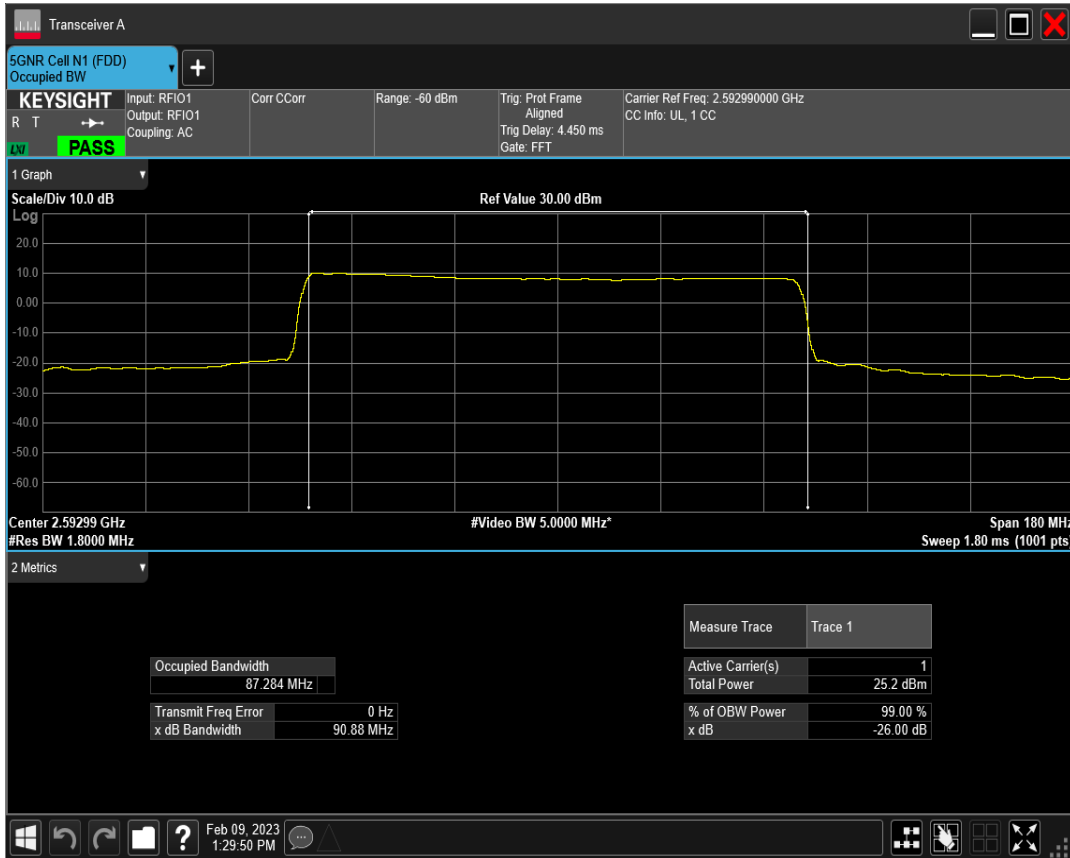 Transceiver A
5GNR Cell N1 (FDD)
Occupied BW
+
KEYSIGHT
R T
LXI
PASS
Input: RFIO1
Output: RFIO1
Coupling: AC
Corr CCorr
Range: -60 dBm
Trig: Prot Frame
Aligned
Trig Delay: 4.450 ms
Gate: FFT
Carrier Ref Freq: 2.592990000 GHz
CC Info: UL, 1 CC
1 Graph
Scale/Div 10.0 dB
Ref Value 30.00 dBm
Log
20.0
10.0
0.00
-10.0
-20.0
-30.0
-40.0
-50.0
-60.0
Center 2.59299 GHz
#Video BW 5.0000 MHz*
Span 180 MHz
#Res BW 1.8000 MHz
Sweep 1.80 ms (1001 pts)
2 Metrics
Measure Trace Trace 1
Occupied Bandwidth
87.284 MHz
Active Carrier(s) 1
Total Power 25.2 dBm
Transmit Freq Error 0 Hz
x dB Bandwidth 90.88 MHz
% of OBW Power 99.00 %
x dB -26.00 dB
?
Feb 09, 2023
1:29:50 PM